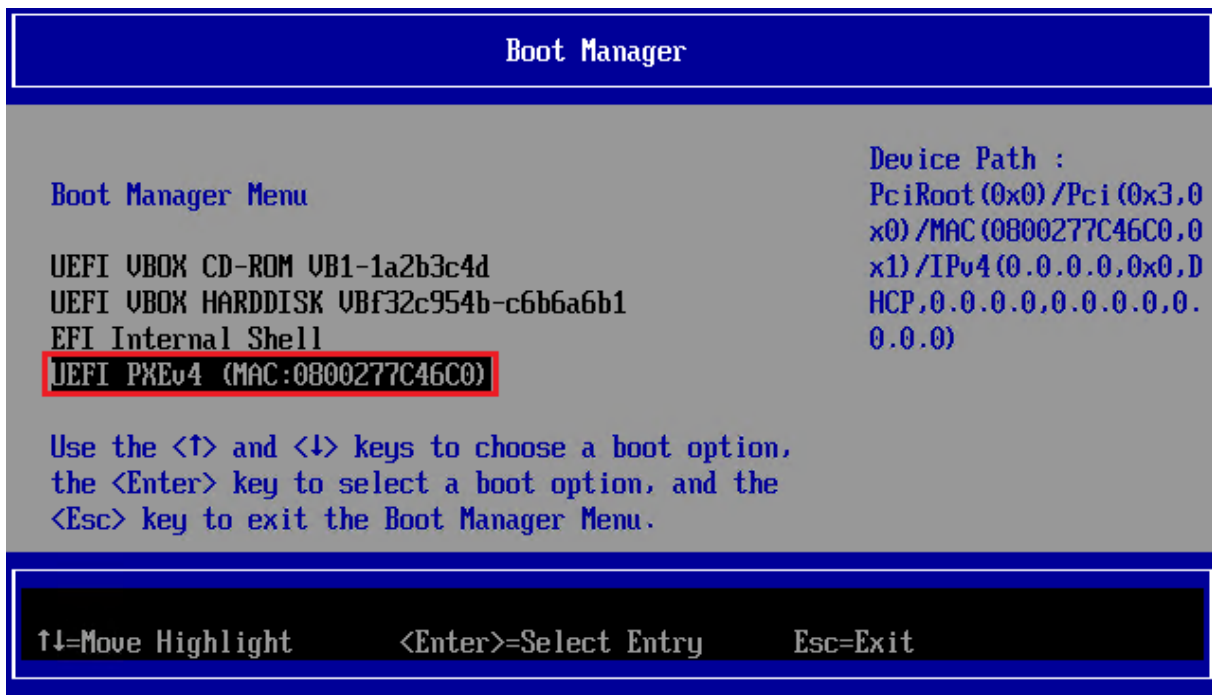 Boot Manager
Boot Manager Menu
UEFI VBOX CD-ROM VB1-1a2b3c4d
UEFI VBOX HARDDISK VBf32c954b-c6b6a6b1
EFI Internal Shell
UEFI PXEv4 (MAC:0800277C46C0)
Use the <↑> and <↓> keys to choose a boot option,
the <Enter> key to select a boot option, and the
<Esc> key to exit the Boot Manager Menu.
Device Path :
PciRoot(0x0)/Pci(0x3,0
x0)/MAC(0800277C46C0,0
x1)/IPv4(0.0.0.0,0x0,D
HCP,0.0.0.0,0.0.0.0,0.
0.0.0)
↑↓=Move Highlight <Enter>=Select Entry Esc=Exit